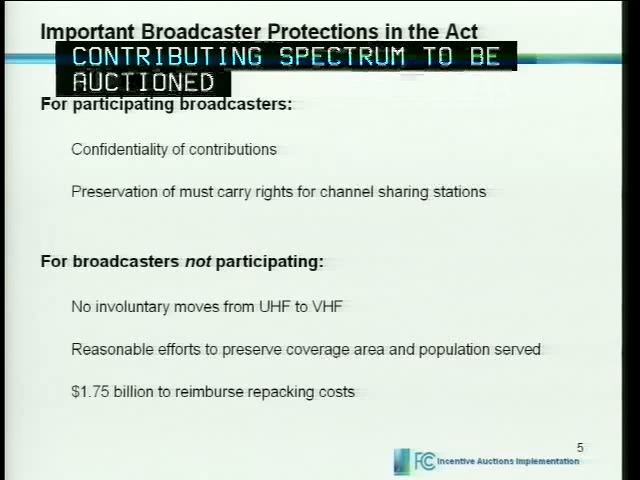 Important Broadcaster Protections in the Act
CONTRIBUTING SPECTRUM TO BE
AUCTIONED
For participating broadcasters:
Confidentiality of contributions
Preservation of must carry rights for channel sharing stations
For broadcasters not participating:
No involuntary moves from UHF to VHF
Reasonable efforts to preserve coverage area and population served
$1.75 billion to reimburse repacking costs
5
FCC Incentive Auctions Implementation